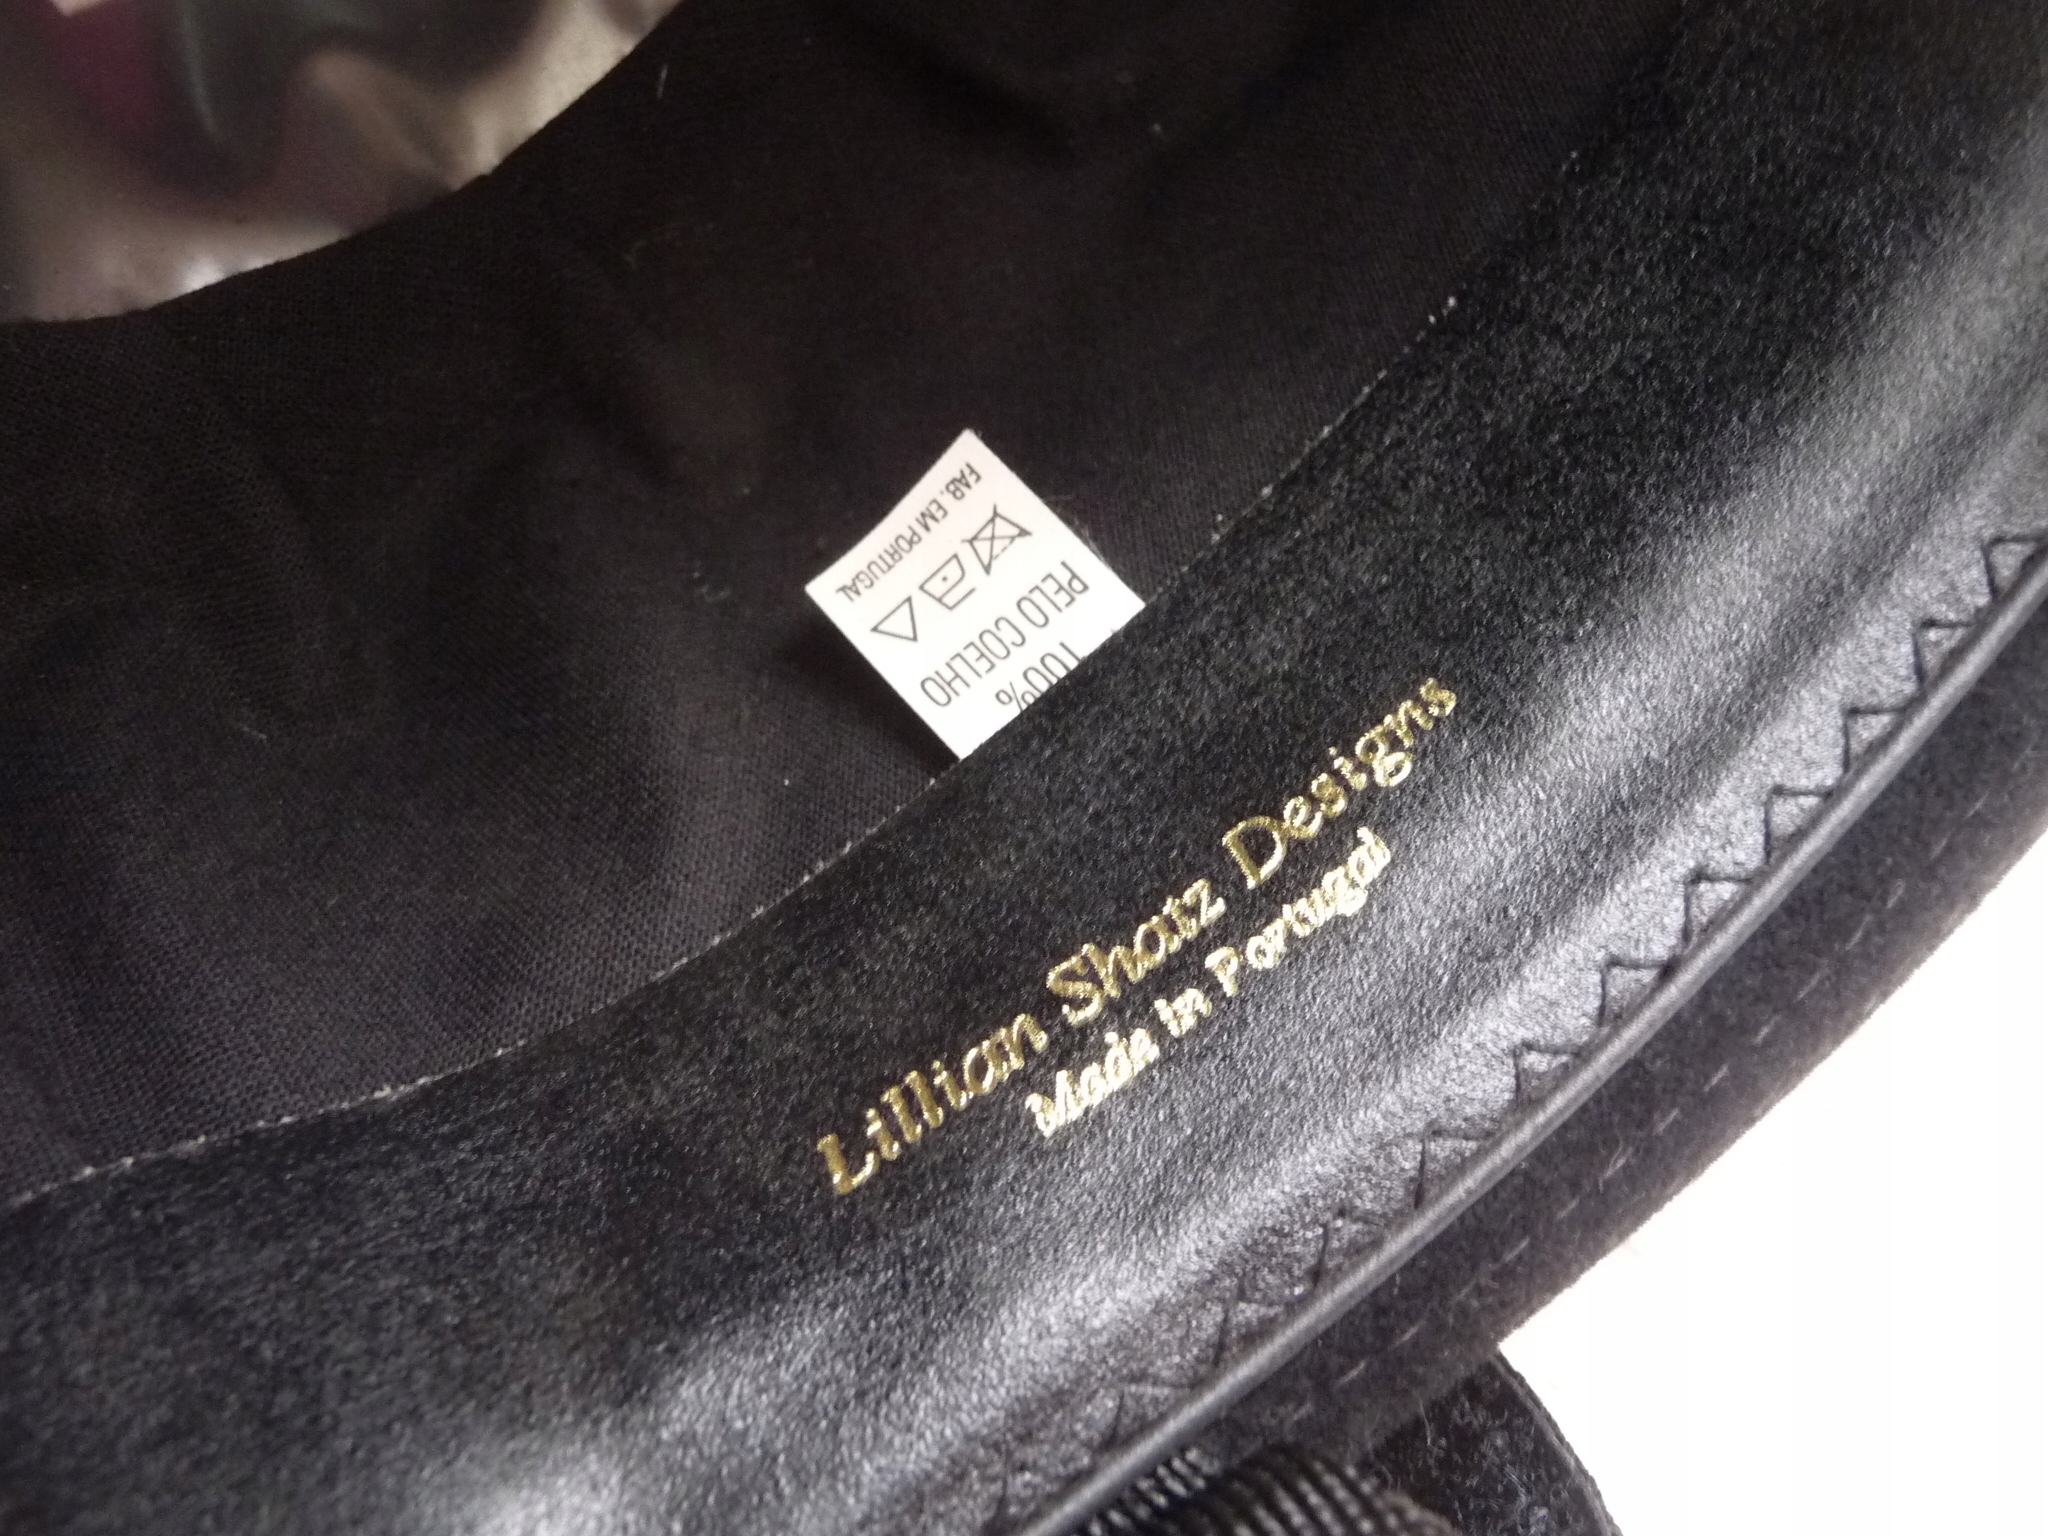 Lillian Shatz Designs
Made in Portugal
100%
PELO COELHO
FAB. EM PORTUGAL